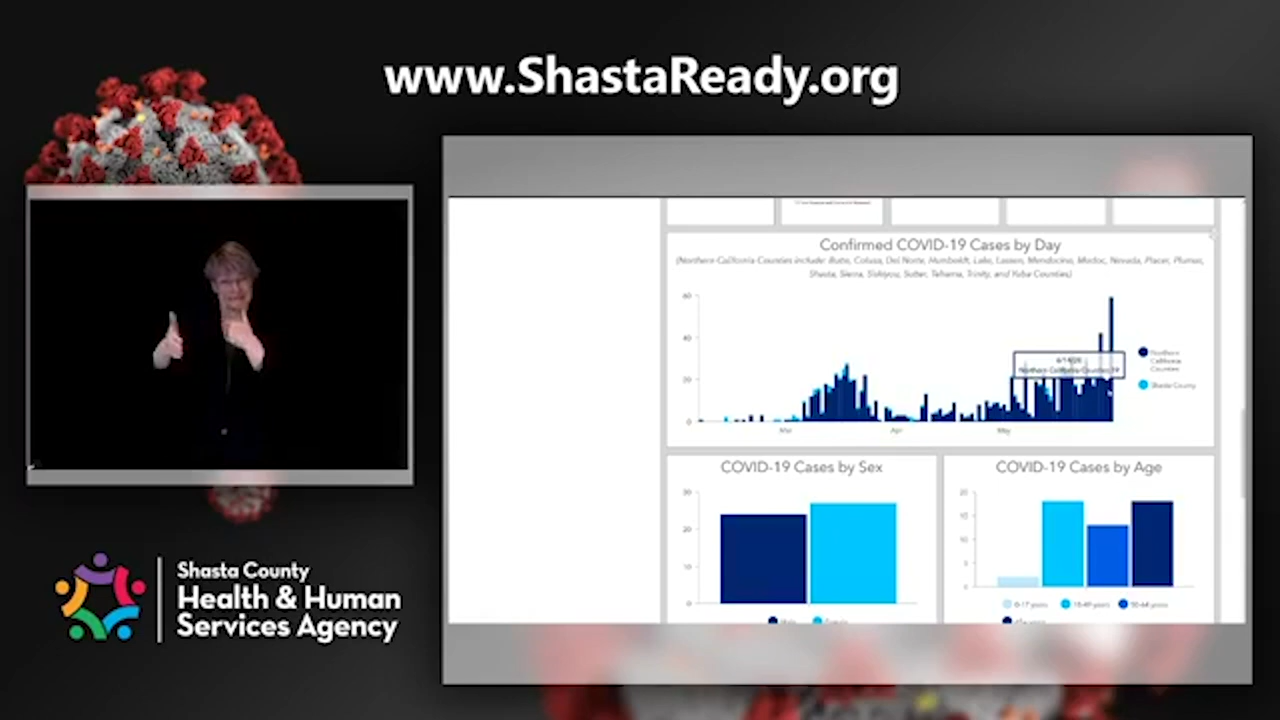 www.ShastaReady.org
Confirmed COVID-19 Cases by Day
(Northern California Counties include: Butte, Colusa, Del Norte, Humboldt, Lake, Lassen, Mendocino, Modoc, Nevada, Placer, Plumas,
Shasta, Sierra, Siskiyou, Sutter, Tehama, Trinity, and Yuba Counties)
60
40
20
0
Mar
Apr
May
Northern California Counties: 19
Northern
California
Counties
Shasta County
COVID-19 Cases by Sex
30
20
10
0
COVID-19 Cases by Age
20
15
10
5
0
0-17 years
18-49 years
50-64 years
Shasta County
Health & Human
Services Agency